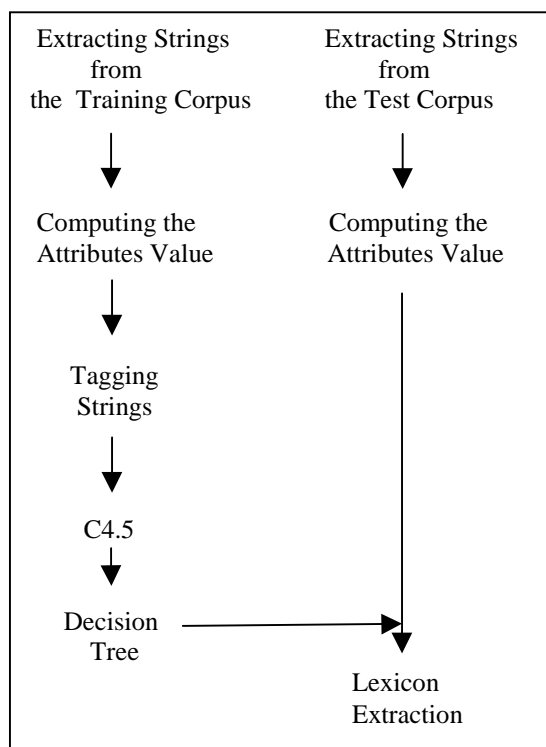 Extracting Strings
from
the Training Corpus
Computing the
Attributes Value
Tagging
Strings
C4.5
Decision
Tree
Extracting Strings
from
the Test Corpus
Computing the
Attributes Value
Lexicon
Extraction